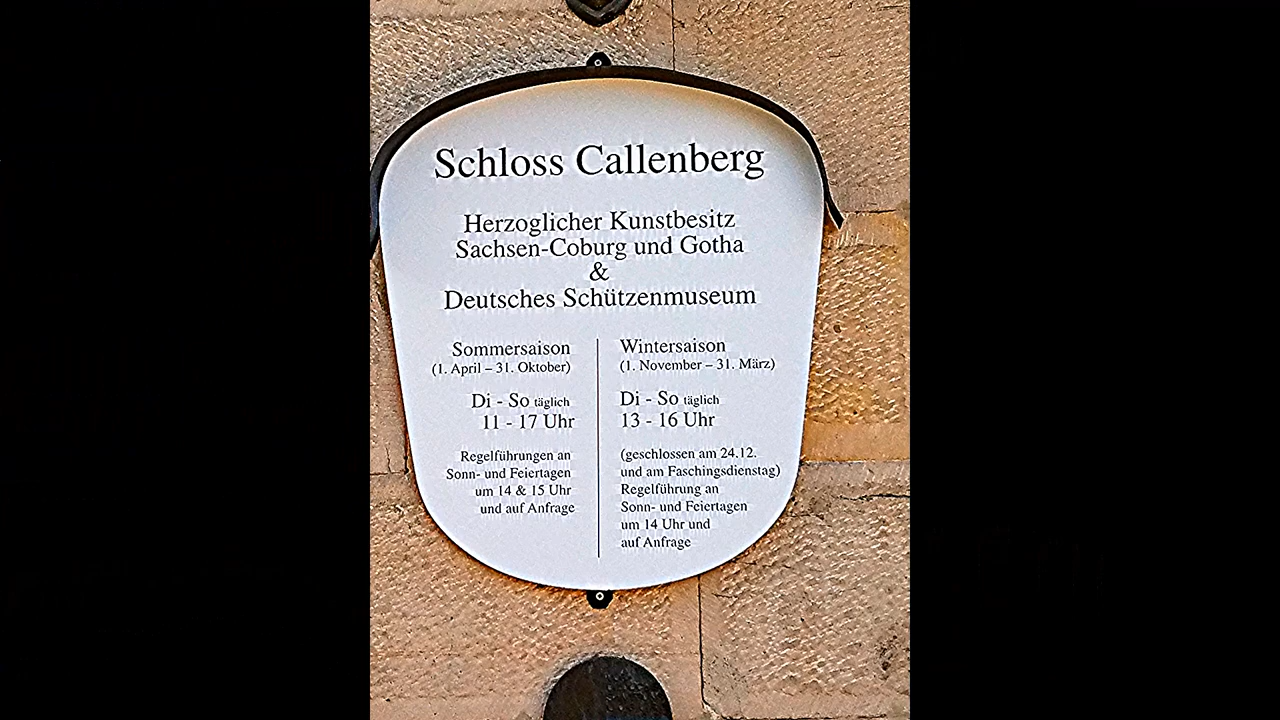 Schloss Callenberg
Herzoglicher Kunstbesitz
Sachsen-Coburg und Gotha
&
Deutsches Schützenmuseum
Sommersaison
(1. April – 31. Oktober)
Di - So täglich
11 - 17 Uhr
Regelführungen an
Sonn- und Feiertagen
um 14 & 15 Uhr
und auf Anfrage
Wintersaison
(1. November – 31. März)
Di - So täglich
13 - 16 Uhr
(geschlossen am 24.12.
und am Faschingsdienstag)
Regelführung an
Sonn- und Feiertagen
um 14 Uhr und
auf Anfrage